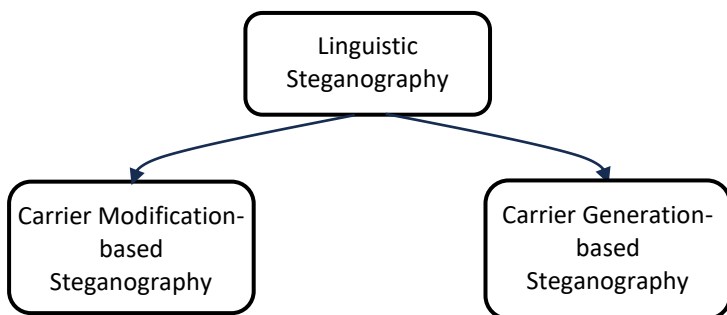 Linguistic
Steganography
Carrier Modification-
based
Steganography
Carrier Generation-
based
Steganography